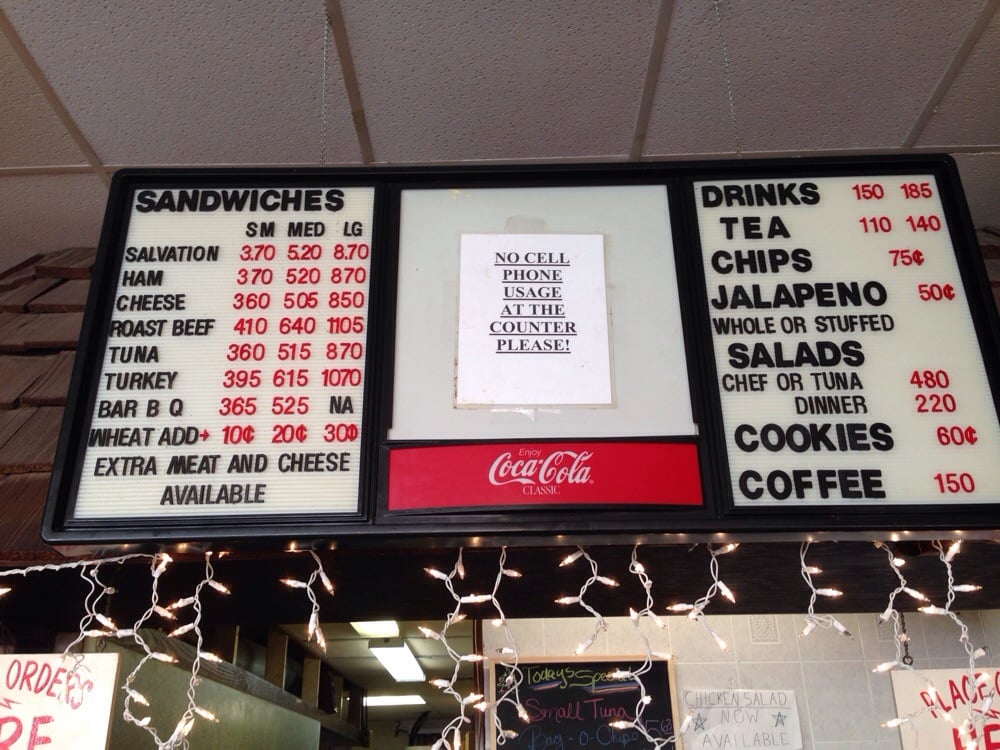 SANDWICHES
SM MED LG
SALVATION 3.70 5.20 8.70
HAM 370 520 870
CHEESE 360 505 850
ROAST BEEF 410 640 1105
TUNA 360 515 870
TURKEY 395 615 1070
BAR B Q 365 525 NA
WHEAT ADD→ 10¢ 20¢ 30¢
EXTRA MEAT AND CHEESE
AVAILABLE
NO CELL
PHONE
USAGE
AT THE
COUNTER
PLEASE!
Enjoy
Coca-Cola
CLASSIC
DRINKS 150 185
TEA 110 140
CHIPS 75¢
JALAPENO 50¢
WHOLE OR STUFFED
SALADS
CHEF OR TUNA 480
DINNER 220
COOKIES 60¢
COFFEE 150
ORDERS
Todays Special
Small Tuna
Bag-O-Chips
CHICKEN SALAD
NOW
AVAILABLE
PLACE